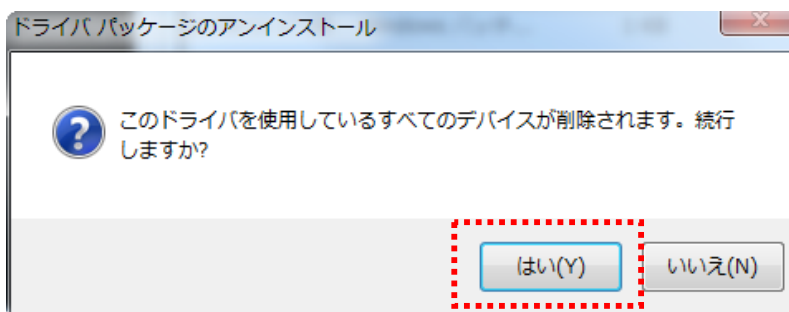 ドライバ パッケージのアンインストール
このドライバを使用しているすべてのデバイスが削除されます。続行
しますか?
はい(Y)
いいえ(N)